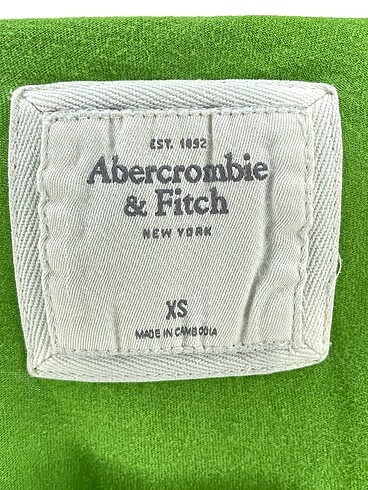 EST. 1892
Abercrombie
& Fitch
NEW YORK
XS
MADE IN CAMBODIA